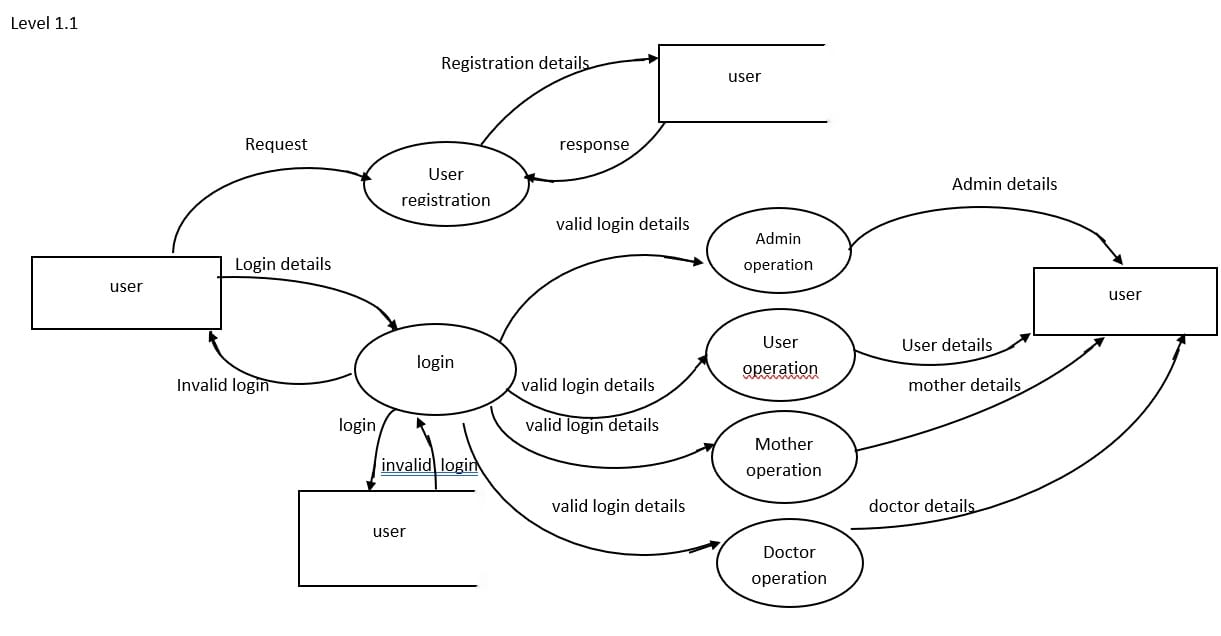 Level 1.1
Registration details
user
Request
response
User
registration
Admin details
valid login details
Admin
operation
Login details
user
user
User
operation
User details
login
Invalid login
valid login details
mother details
login
valid login details
Mother
operation
invalid login
valid login details
doctor details
user
Doctor
operation